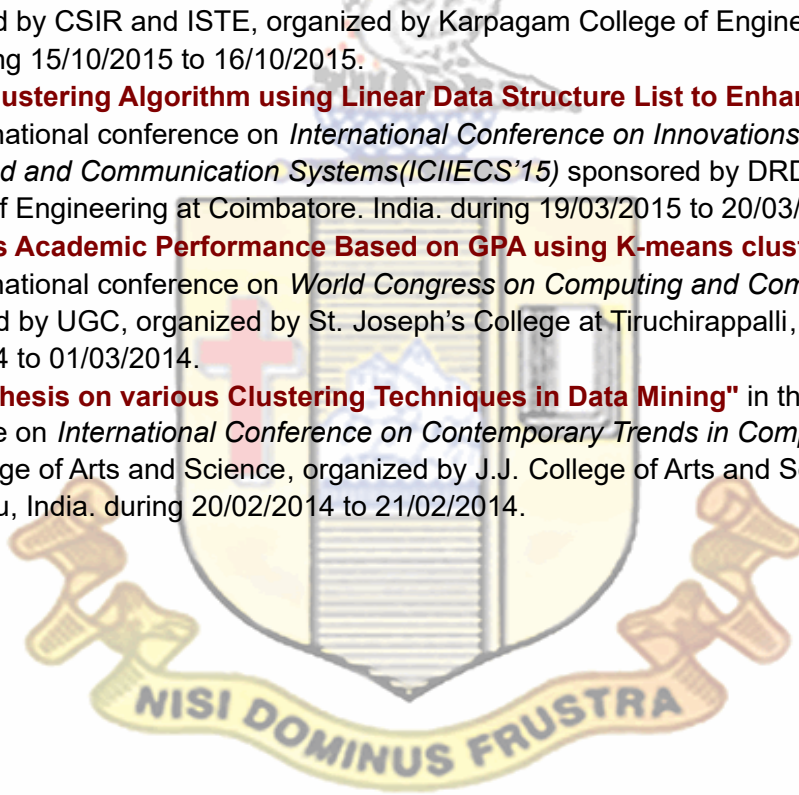 d by CSIR and ISTE, organized by Karpagam College of Engine
ng 15/10/2015 to 16/10/2015.
lustering Algorithm using Linear Data Structure List to Enhan
national conference on International Conference on Innovations
d and Communication Systems(ICIIECS’15) sponsored by DRD
of Engineering at Coimbatore. India. during 19/03/2015 to 20/03/
s Academic Performance Based on GPA using K-means clust
national conference on World Congress on Computing and Com
d by UGC, organized by St. Joseph’s College at Tiruchirappalli,
4 to 01/03/2014.
hesis on various Clustering Techniques in Data Mining" in th
e on International Conference on Contemporary Trends in Comp
ge of Arts and Science, organized by J.J. College of Arts and Sc
u, India. during 20/02/2014 to 21/02/2014.
NISI DOMINUS FRUSTRA